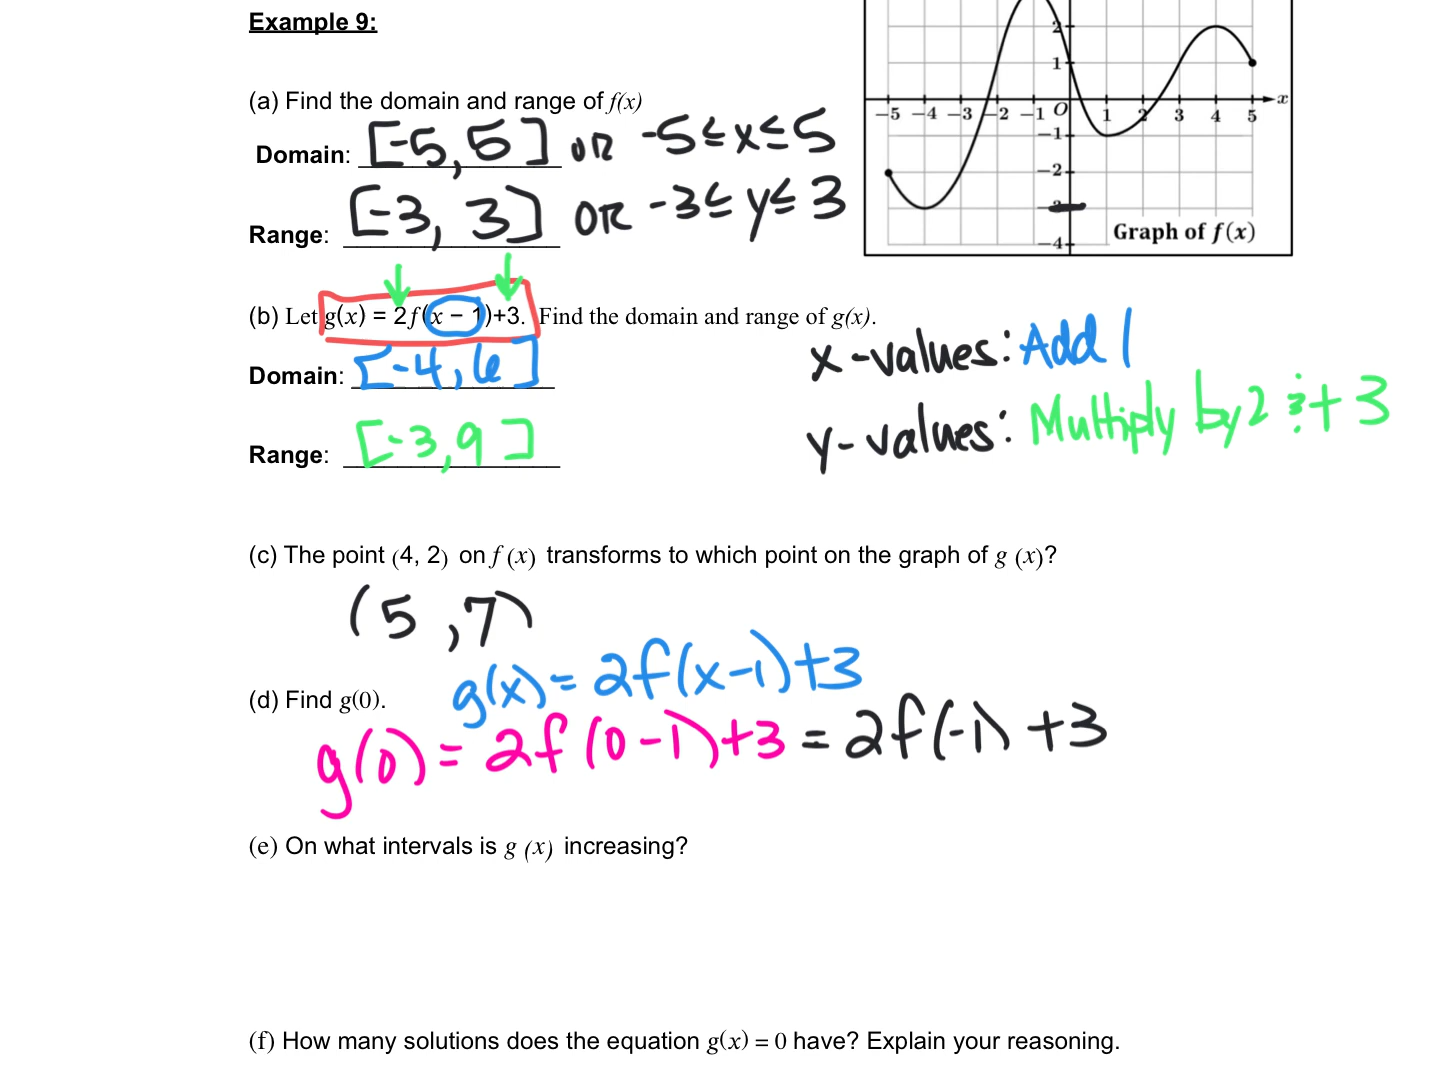 Example 9:
2
1
-5 -4 -3 -2 -1 O 1 2 3 4 5 x
-1
-2
-4
Graph of f(x)
(a) Find the domain and range of f(x)
Domain: [-5, 5] OR -5≤x≤5
Range: [-3, 3] OR -3≤y≤3
(b) Let g(x) = 2f(x − 1)+3. Find the domain and range of g(x).
x-values: Add 1
Domain: [-4, 6]
y-values: Multiply by 2 & + 3
Range: [-3, 9]
(c) The point (4, 2) on f (x) transforms to which point on the graph of g (x)?
(5, 7)
g(x) = 2f(x-1)+3
(d) Find g(0).
g(0) = 2f(0-1)+3 = 2f(-1)+3
(e) On what intervals is g (x) increasing?
(f) How many solutions does the equation g(x) = 0 have? Explain your reasoning.